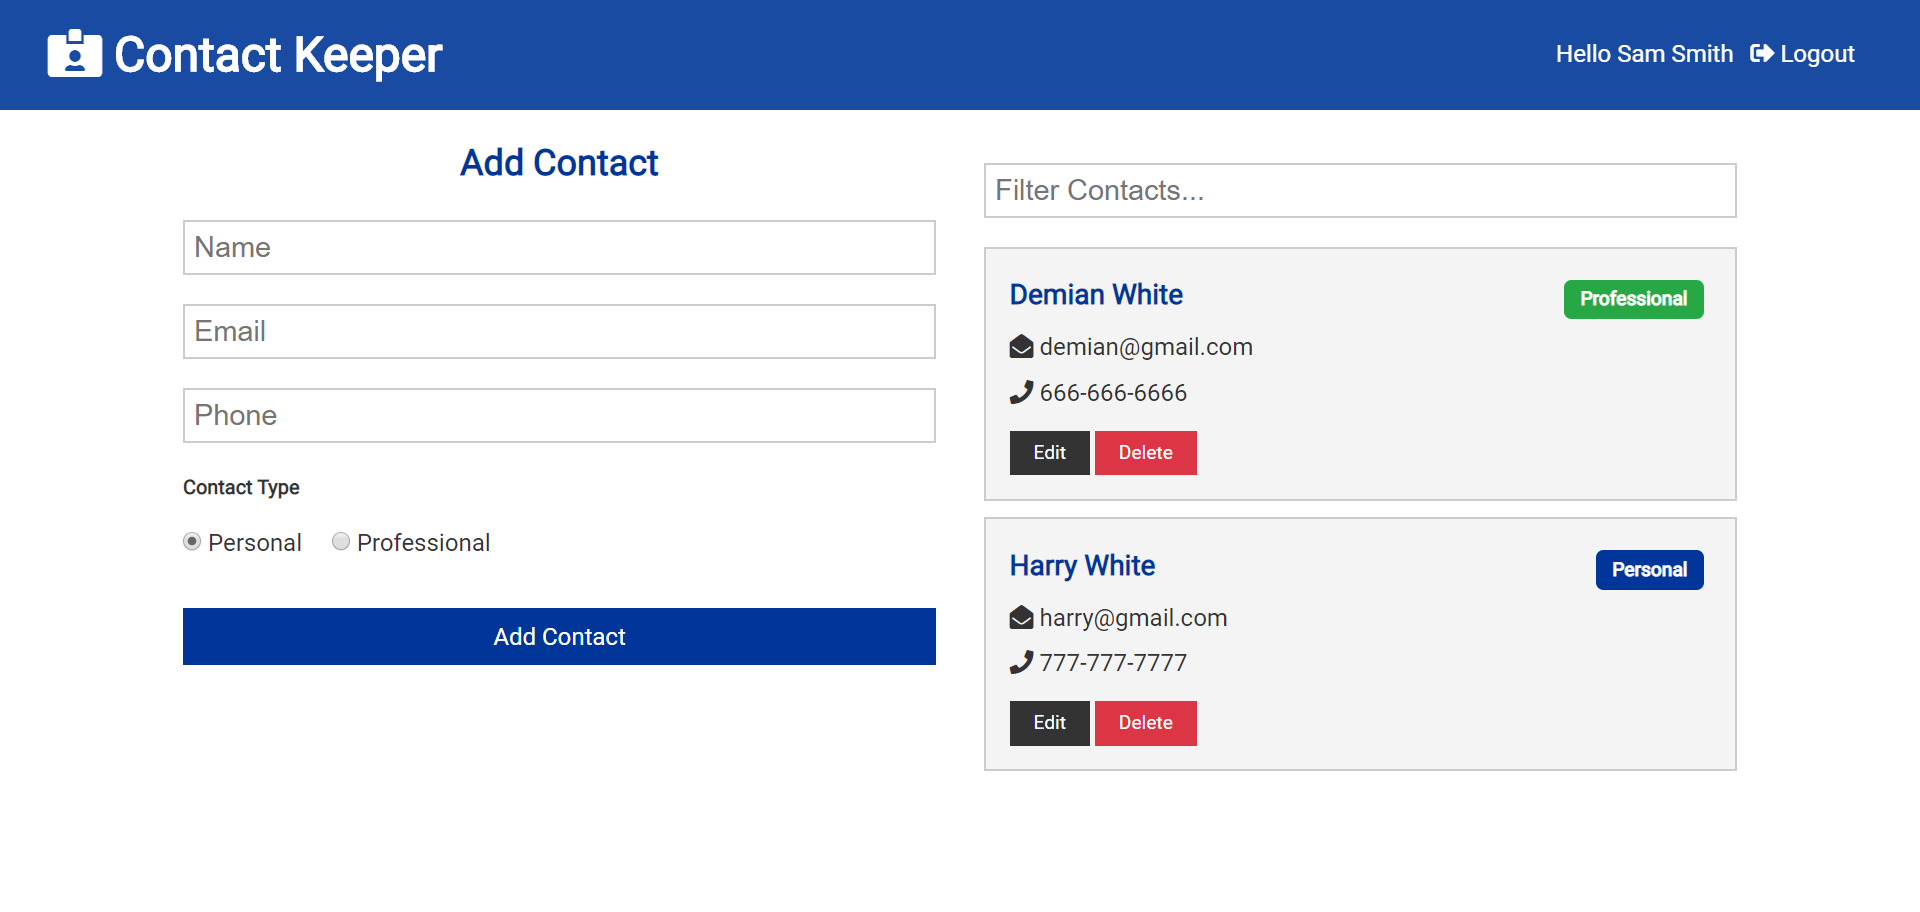 Contact Keeper
Hello Sam Smith Logout
Add Contact
Name
Email
Phone
Contact Type
Personal Professional
Add Contact
Filter Contacts...
Demian White
Professional
demian@gmail.com
666-666-6666
Edit Delete
Harry White
Personal
harry@gmail.com
777-777-7777
Edit Delete